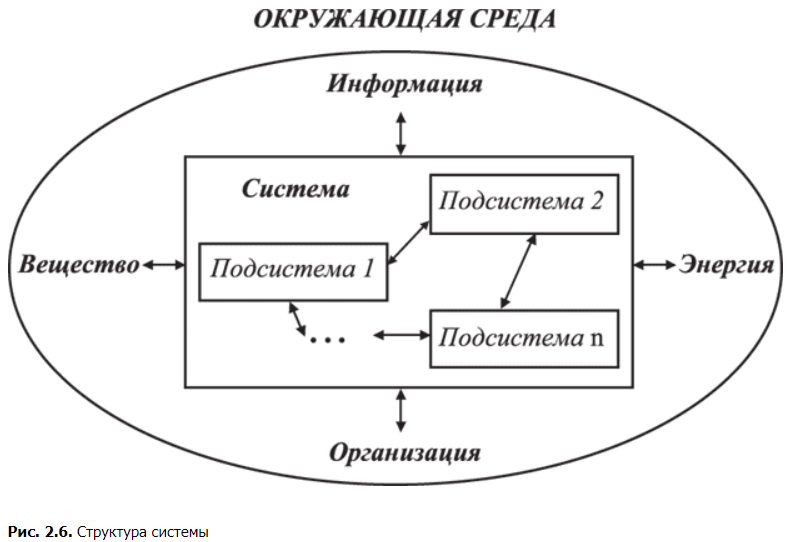 ОКРУЖАЮЩАЯ СРЕДА
Информация
Система
Подсистема 2
Вещество
Подсистема 1
Энергия
...
Подсистема n
Организация
Рис. 2.6. Структура системы